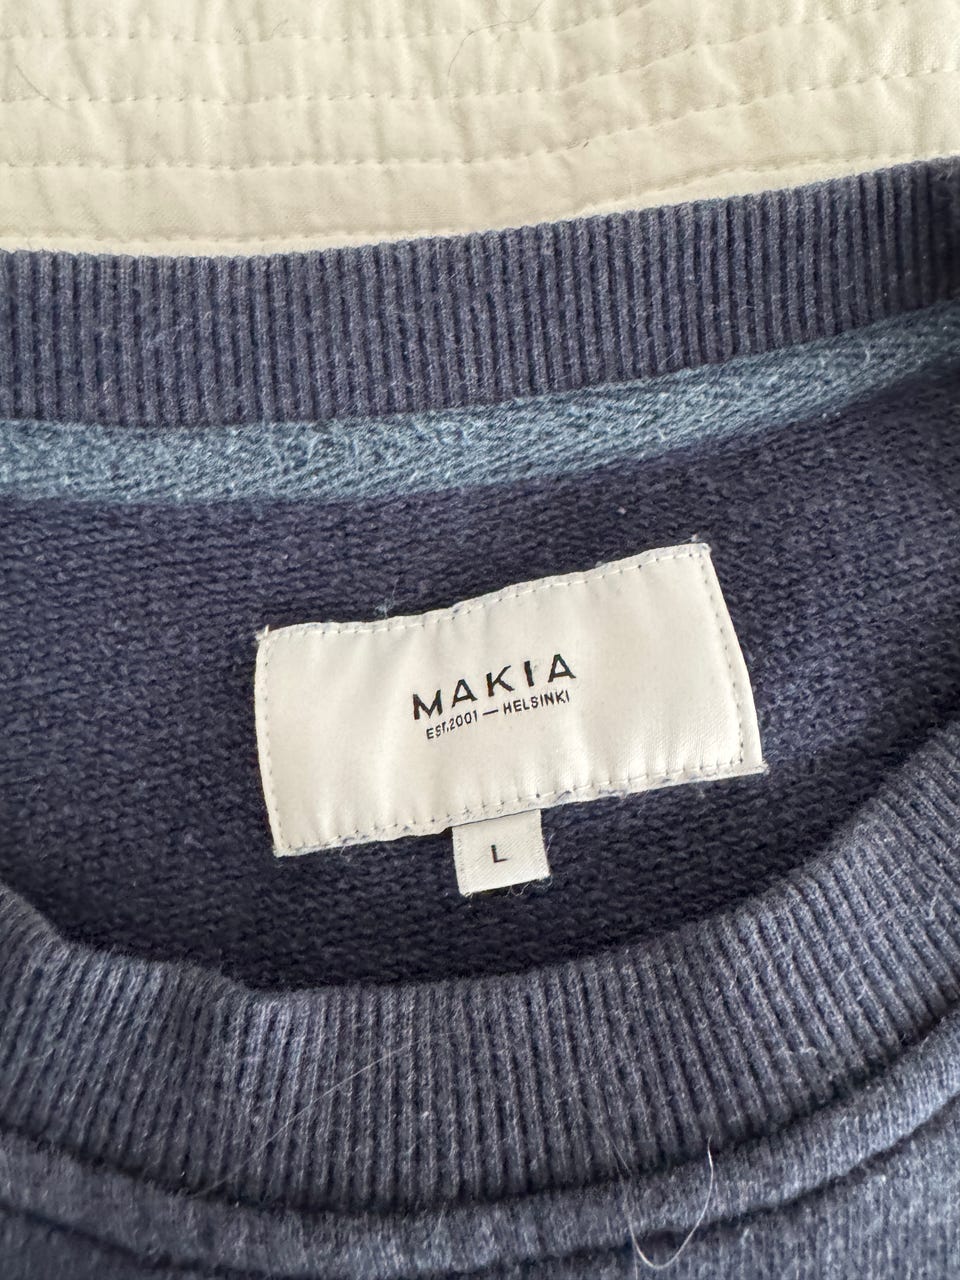 MAKIA
EST.2001 — HELSINKI
L